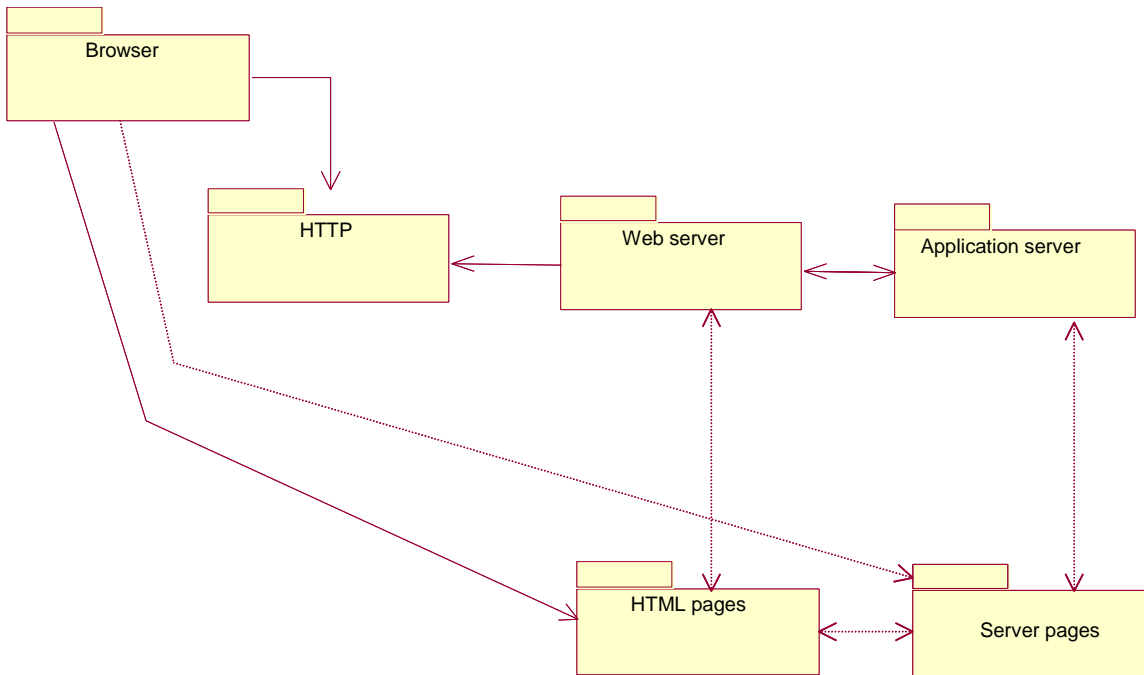 Browser
HTTP
Web server
Application server
HTML pages
Server pages